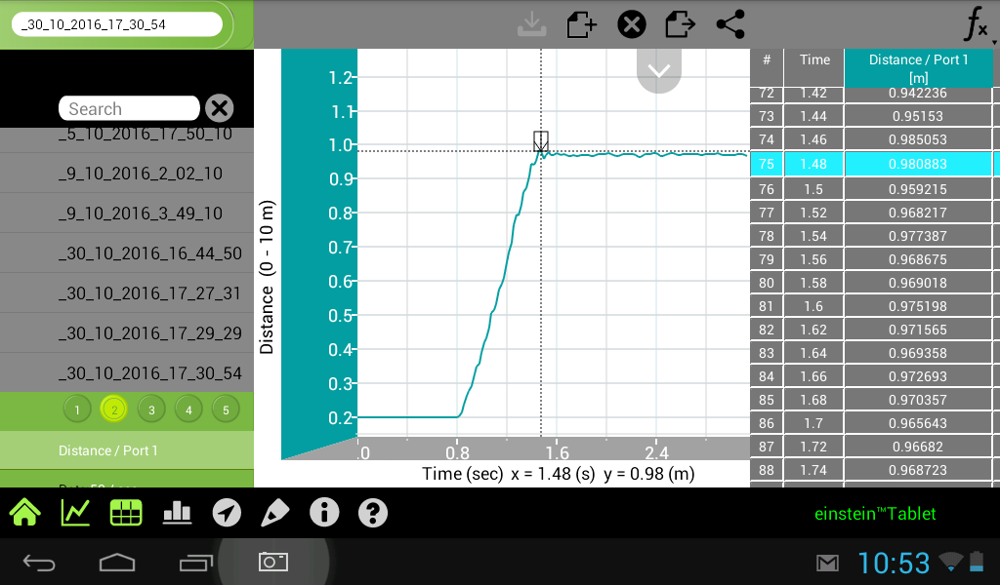 _30_10_2016_17_30_54
Search
_5_10_2016_17_50_10
_9_10_2016_2_02_10
_9_10_2016_3_49_10
_30_10_2016_16_44_50
_30_10_2016_17_27_31
_30_10_2016_17_29_29
_30_10_2016_17_30_54
1 2 3 4 5
Distance / Port 1
fx
1.2
1.1
1.0
0.9
0.8
0.7
0.6
0.5
0.4
0.3
0.2
Distance (0 - 10 m)
.0 0.8 1.6 2.4
Time (sec) x = 1.48 (s) y = 0.98 (m)
# Time Distance / Port 1
[m]
72 1.42 0.942236
73 1.44 0.95153
74 1.46 0.985053
75 1.48 0.980883
76 1.5 0.959215
77 1.52 0.968217
78 1.54 0.977387
79 1.56 0.968675
80 1.58 0.969018
81 1.6 0.975198
82 1.62 0.971565
83 1.64 0.969358
84 1.66 0.972693
85 1.68 0.970357
86 1.7 0.965643
87 1.72 0.96682
88 1.74 0.968723
einstein™Tablet
10:53